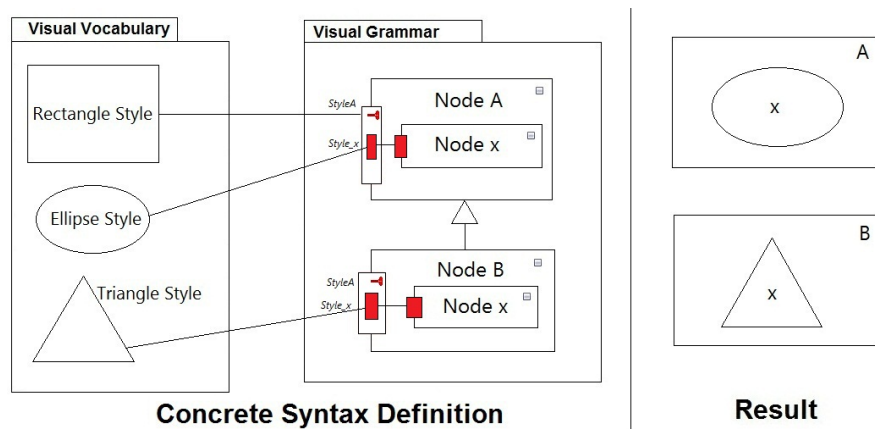 Visual Vocabulary
Rectangle Style
Ellipse Style
Triangle Style
Visual Grammar
StyleA
Style_x
Node A
Node x
StyleA
Style_x
Node B
Node x
Concrete Syntax Definition
A
x
B
x
Result